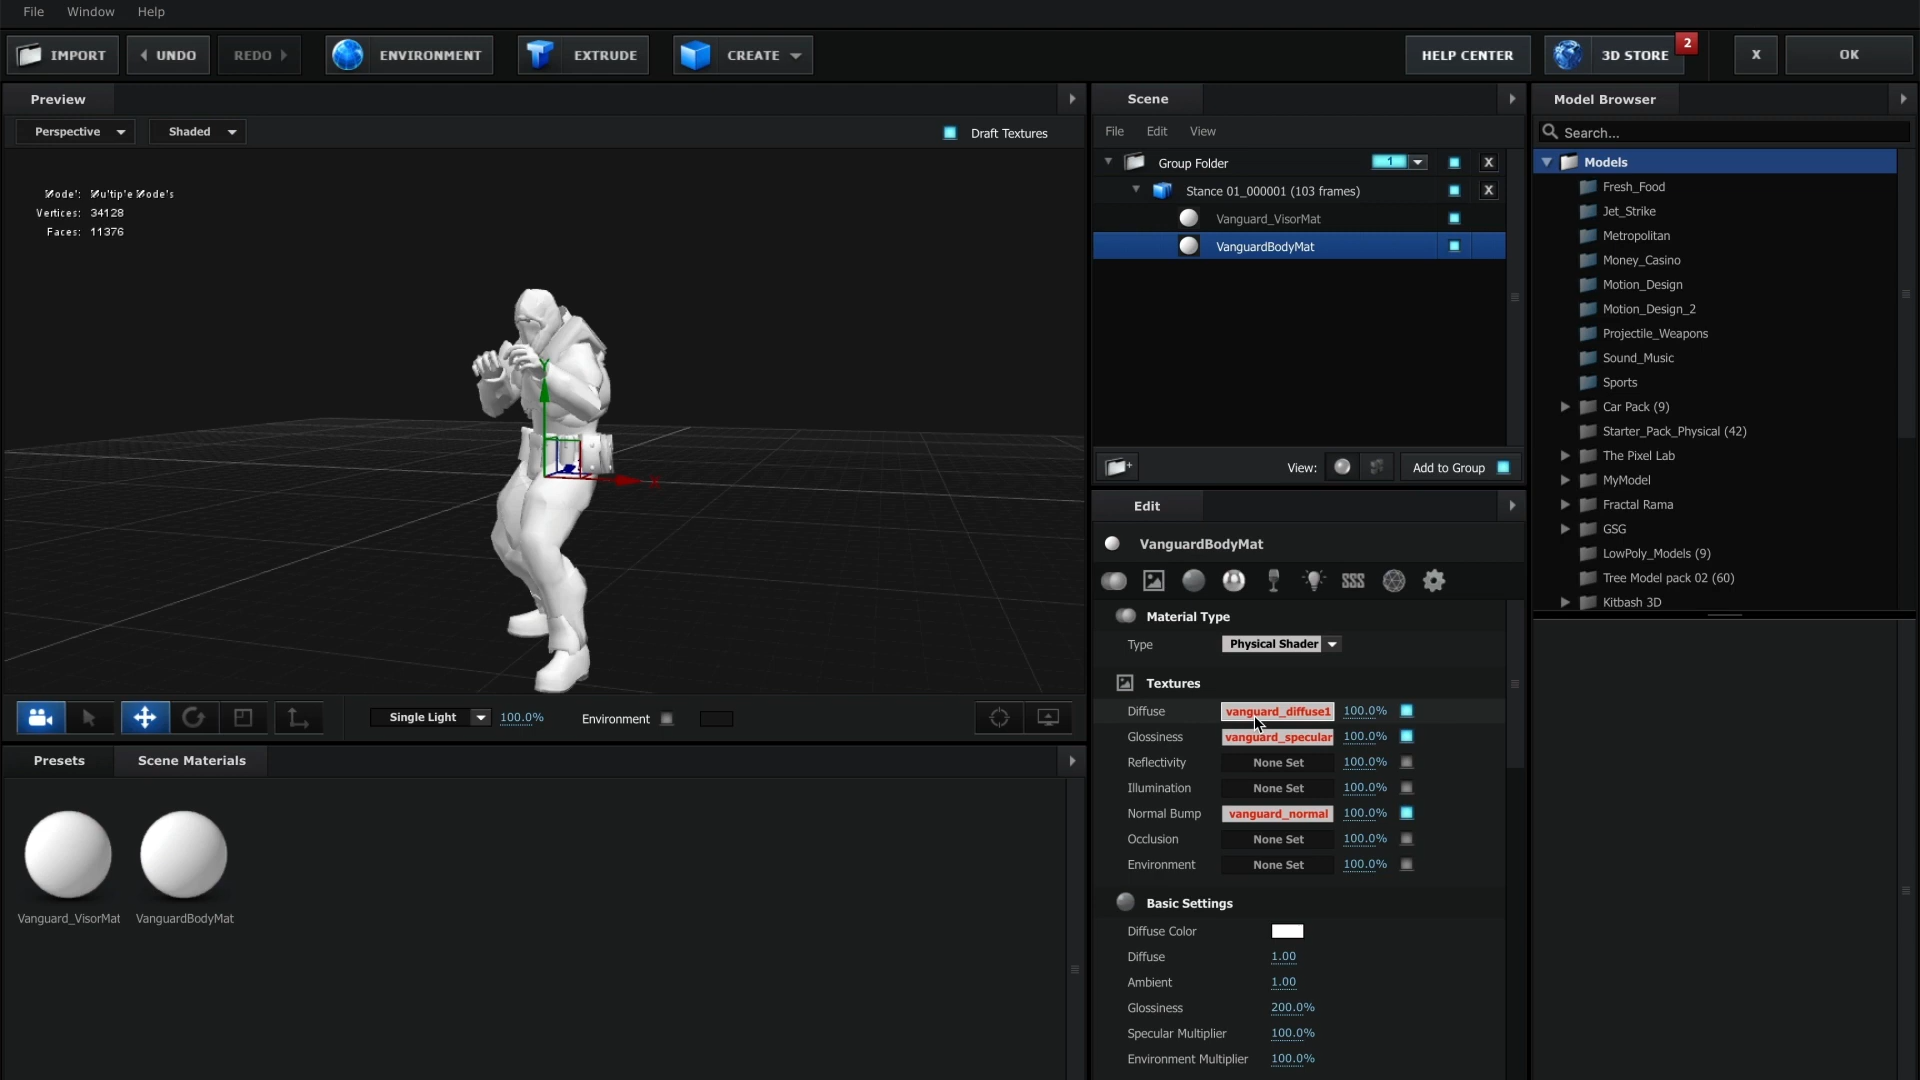 File Window Help
IMPORT UNDO REDO ENVIRONMENT EXTRUDE CREATE HELP CENTER 3D STORE 2 X OK
Preview
Perspective Shaded Draft Textures
Vertices: 34128
Faces: 11376
Single Light 100.0% Environment
Presets Scene Materials
Vanguard_VisorMat VanguardBodyMat
Scene
File Edit View
Group Folder 1 X
Stance 01_000001 (103 frames) X
Vanguard_VisorMat
VanguardBodyMat
View: Add to Group
Edit
VanguardBodyMat
SSS
Material Type
Type Physical Shader
Textures
Diffuse vanguard_diffuse1 100.0%
Glossiness vanguard_specular 100.0%
Reflectivity None Set 100.0%
Illumination None Set 100.0%
Normal Bump vanguard_normal 100.0%
Occlusion None Set 100.0%
Environment None Set 100.0%
Basic Settings
Diffuse Color
Diffuse 1.00
Ambient 1.00
Glossiness 200.0%
Specular Multiplier 100.0%
Environment Multiplier 100.0%
Model Browser
Search...
Models
Fresh_Food
Jet_Strike
Metropolitan
Money_Casino
Motion_Design
Motion_Design_2
Projectile_Weapons
Sound_Music
Sports
Car Pack (9)
Starter_Pack_Physical (42)
The Pixel Lab
MyModel
Fractal Rama
GSG
LowPoly_Models (9)
Tree Model pack 02 (60)
Kitbash 3D